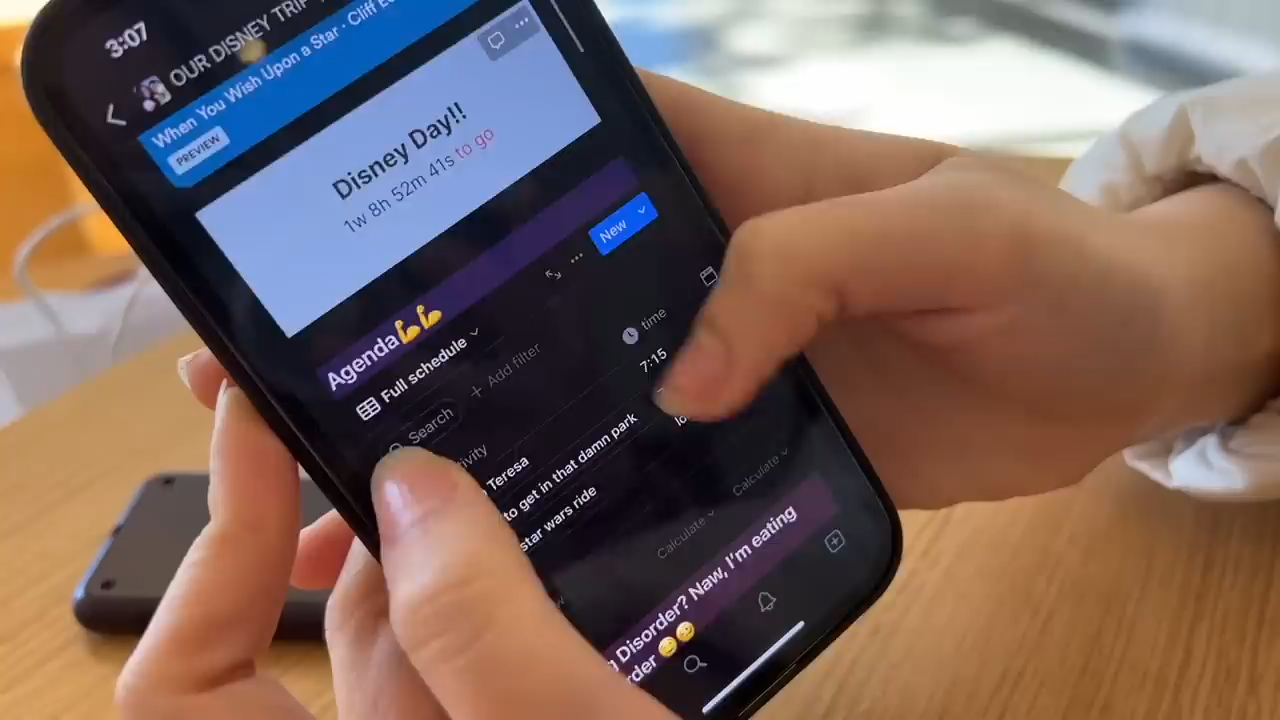 3:07
OUR DISNEY TRIP
When You Wish Upon a Star · Cliff
PREVIEW
Disney Day!!
1w 8h 52m 41s to go
New
Agenda💪💪
Full schedule
Search
+ Add filter
time
7:15
Teresa
to get in that damn park
star wars ride
Calculate
Calculate
Disorder? Naw, I'm eating